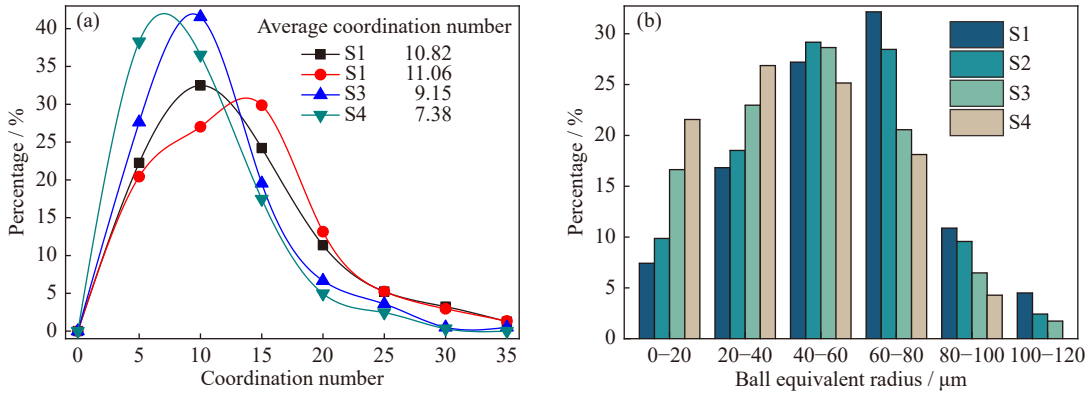 (a)
Average coordination number
S1 10.82
S1 11.06
S3 9.15
S4 7.38
Percentage / %
40
35
30
25
20
15
10
5
0
0 5 10 15 20 25 30 35
Coordination number
(b)
S1
S2
S3
S4
Percentage / %
30
25
20
15
10
5
0
0−20 20−40 40−60 60−80 80−100 100−120
Ball equivalent radius / μm